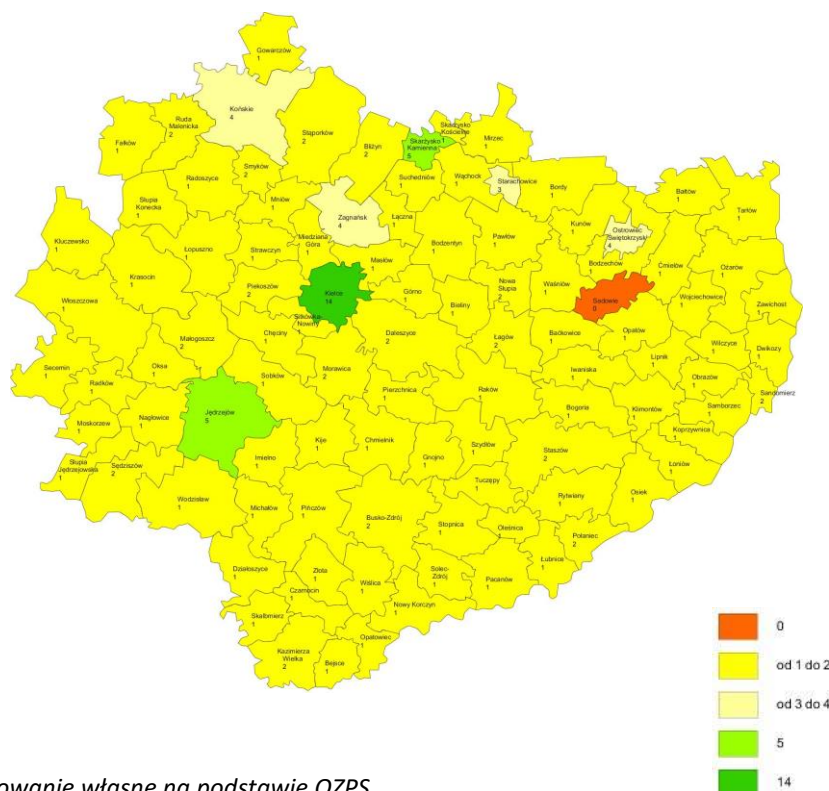 Gowarczów
1
Końskie
4
Ruda
Malenicka
2
Fałków
1
Stąporków
2
Bliżyn
2
Skarżysko
Kościelne
1
Skarżysko
Kamienna
5
Mirzec
1
Radoszyce
1
Smyków
2
Mniów
1
Suchedniów
1
Wąchock
1
Starachowice
3
Bordy
1
Bałtów
1
Tarłów
1
Słupia
Konecka
1
Zagnańsk
4
Łączna
1
Kunów
1
Ostrowiec
Świętokrzyski
4
Kluczewsko
1
Łopuszno
1
Strawczyn
1
Miedziana
Góra
1
Bodzentyn
1
Pawłów
1
Masłów
1
Bodzechów
1
Ćmielów
1
Ożarów
1
Krasocin
1
Piekoszów
2
Kielce
14
Górno
1
Bieliny
1
Nowa
Słupia
2
Waśniów
1
Sadowie
0
Wojciechowice
1
Zawichost
1
Włoszczowa
1
Sitkówka
Nowiny
Chęciny
1
Daleszyce
2
Łagów
2
Baćkowice
1
Opatów
1
Małogoszcz
2
Wilczyce
1
Dwikozy
1
Lipnik
1
Secemin
1
Oksa
1
Radków
1
Sobków
1
Morawica
2
Iwaniska
1
Obrazów
1
Sandomierz
2
Pierzchnica
1
Raków
1
Nagłowice
1
Moskorzew
1
Jędrzejów
5
Bogoria
1
Klimontów
1
Samborzec
1
Koprzywnica
1
Imielno
1
Kije
1
Chmielnik
1
Gnojno
1
Szydłów
1
Staszów
2
Łoniów
1
Słupia
Jędrzejowska
1
Sędziszów
2
Tuczępy
1
Rytwiany
1
Osiek
1
Wodzisław
1
Michałów
1
Pińczów
1
Busko-Zdrój
2
Stopnica
1
Oleśnica
1
Połaniec
2
Łubnice
1
Działoszyce
1
Złota
1
Wiślica
1
Solec-
Zdrój
1
Pacanów
1
Czarnocin
1
Nowy Korczyn
1
Skalbmierz
1
Opatowiec
1
Kazimierza
Wielka
2
Bejsce
1
0
od 1 do 2
od 3 do 4
5
14
owanie własne na podstawie OZPS